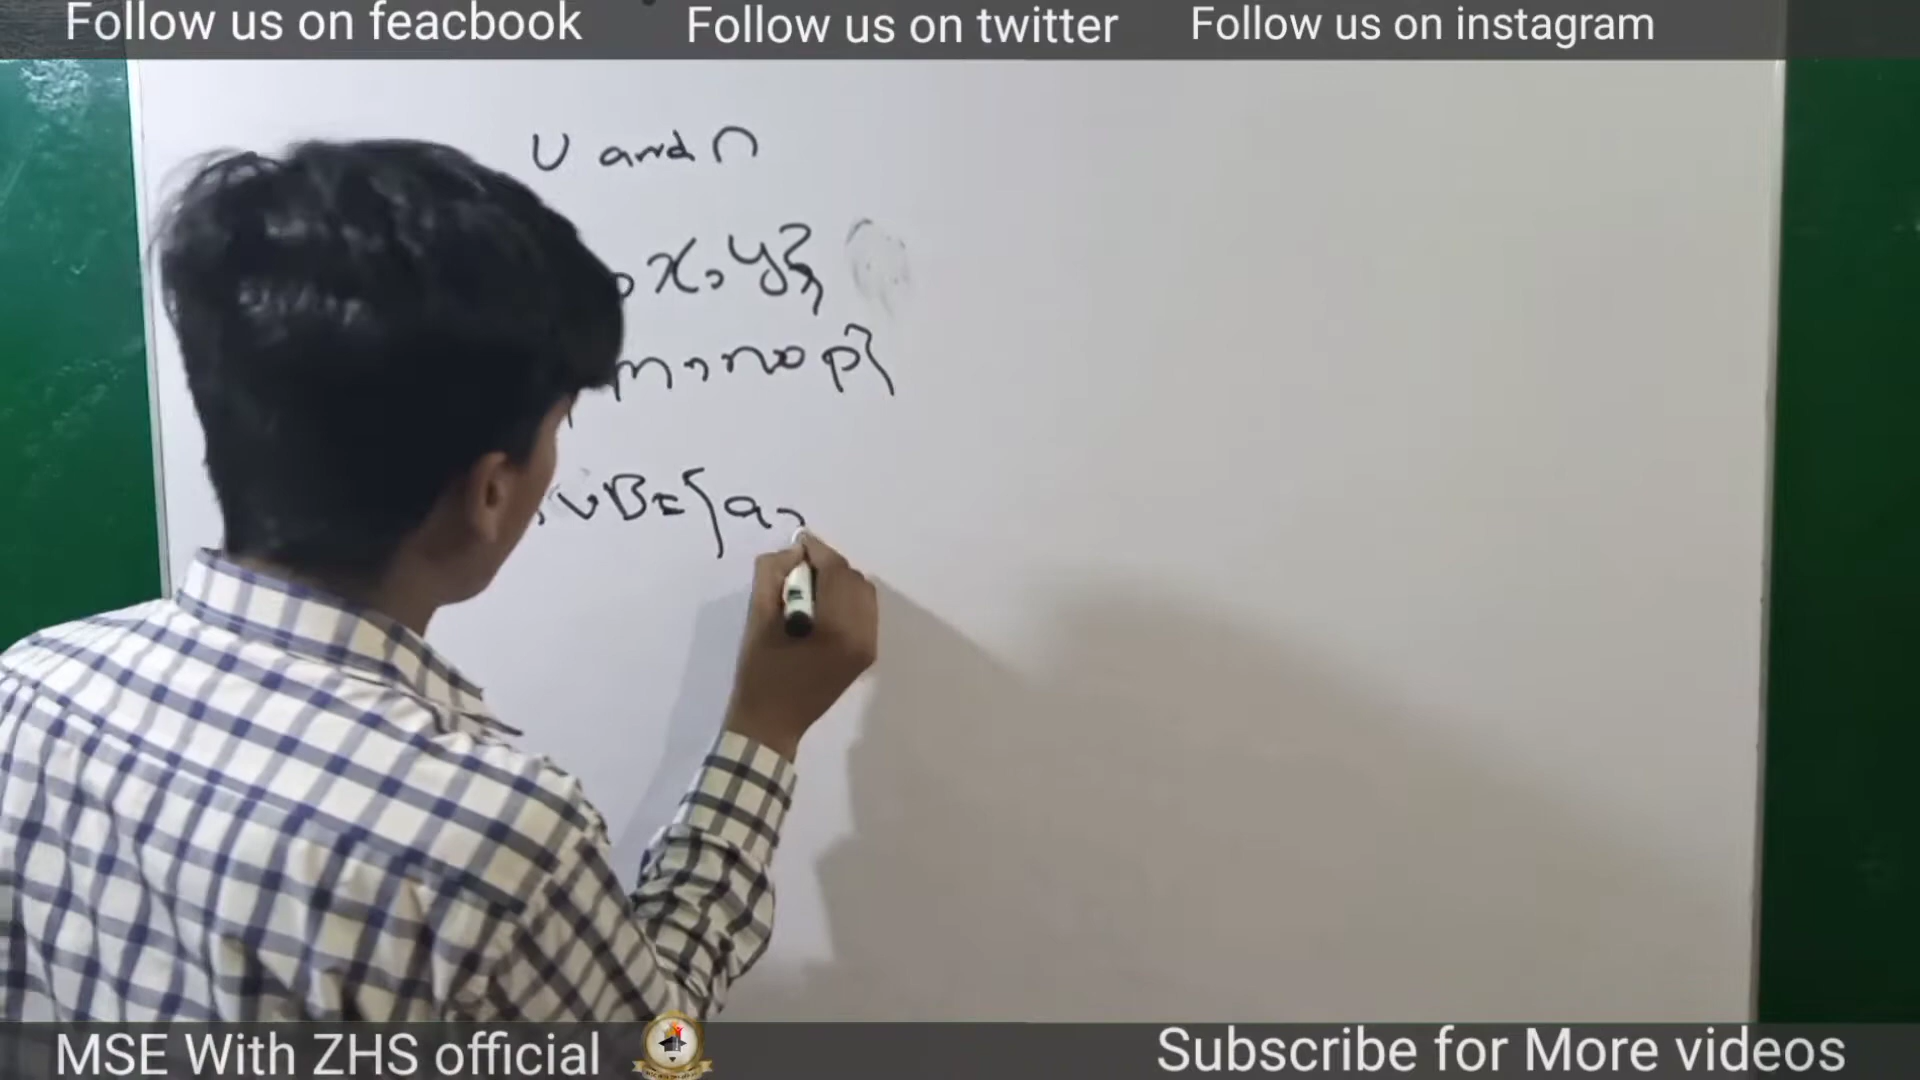 Follow us on feacbook Follow us on twitter Follow us on instagram
U and ∩
, x, y},
m, n, p}
∪B={a,
MSE With ZHS official Subscribe for More videos